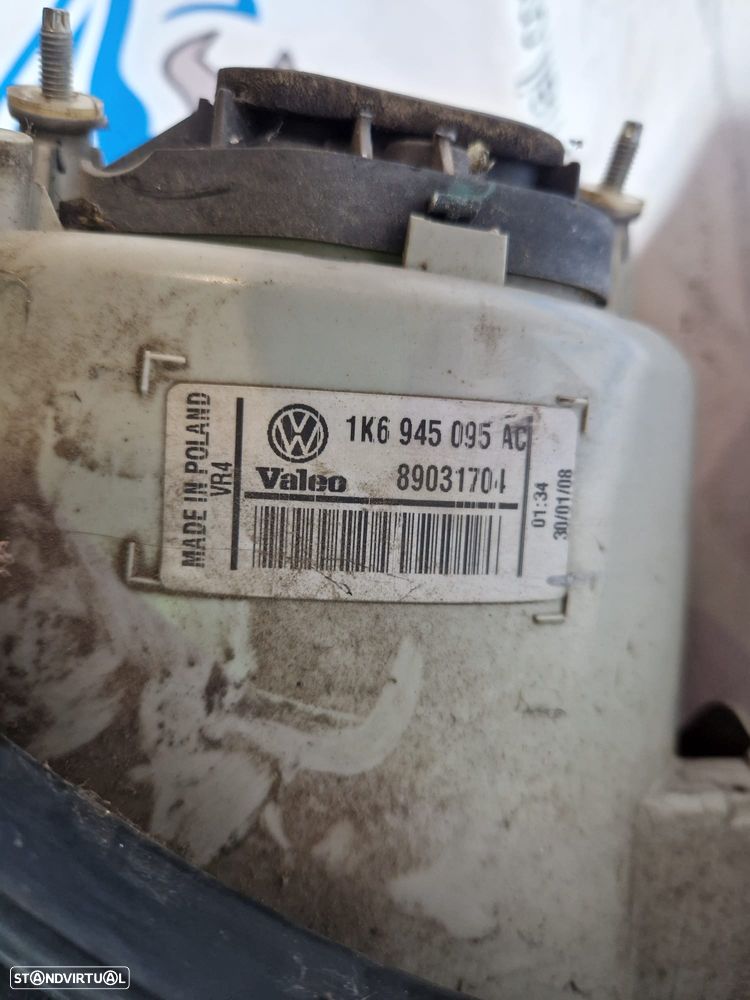 MADE IN POLAND
VR4
1K6 945 095 AC
Valeo
89031704
01:34
30/01/08
STANDVIRTUAL